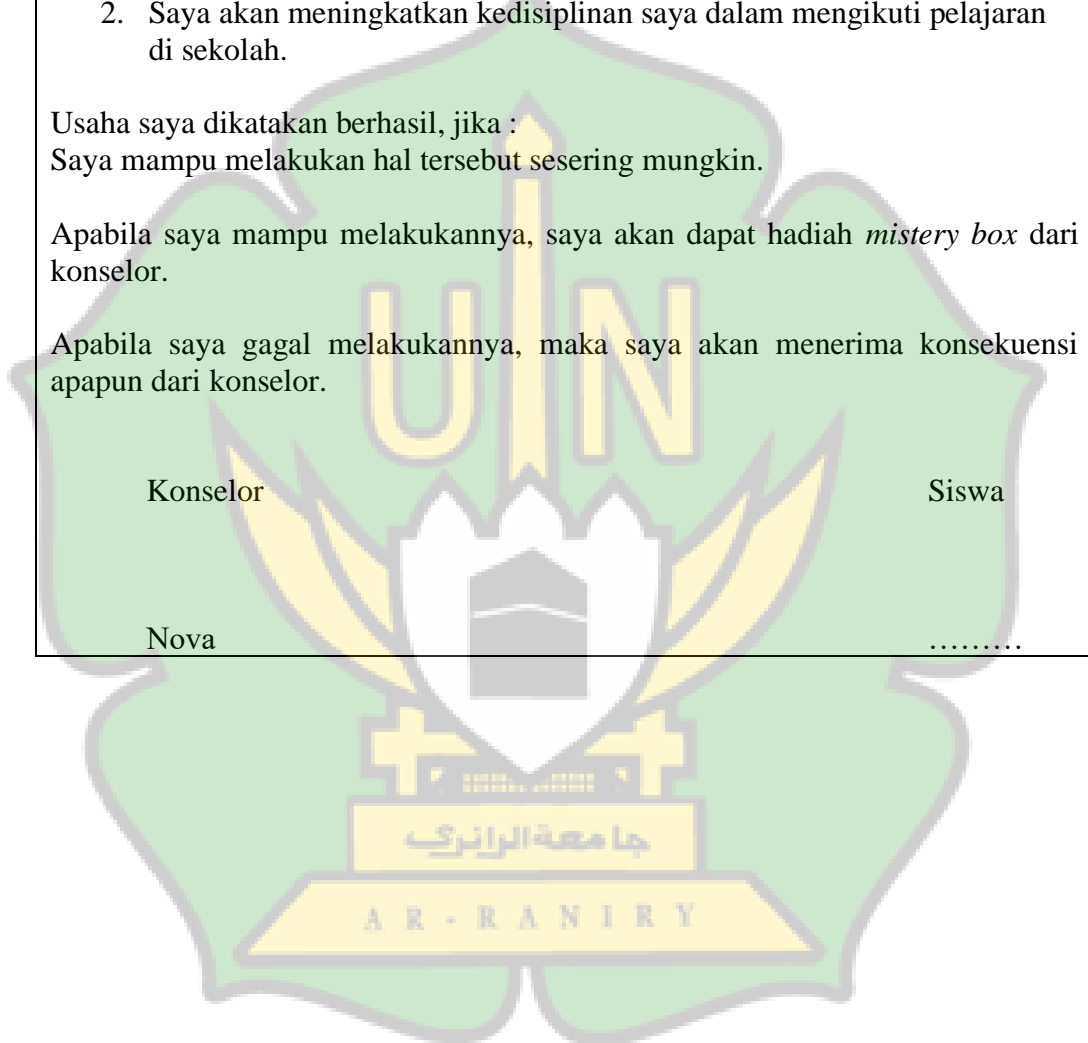 2. Saya akan meningkatkan kedisiplinan saya dalam mengikuti pelajaran
di sekolah.
Usaha saya dikatakan berhasil, jika :
Saya mampu melakukan hal tersebut sesering mungkin.
Apabila saya mampu melakukannya, saya akan dapat hadiah mistery box dari
konselor.
Apabila saya gagal melakukannya, maka saya akan menerima konsekuensi
apapun dari konselor.
Konselor Siswa
Nova ………
UIN
جامعة الرانرك
AR-RANIRY